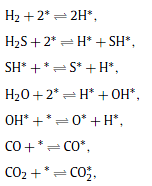 H₂ + 2* ⇌ 2H*,
H₂S + 2* ⇌ H* + SH*,
SH* + * ⇌ S* + H*,
H₂O + 2* ⇌ H* + OH*,
OH* + * ⇌ O* + H*,
CO + * ⇌ CO*,
CO₂ + * ⇌ CO₂*,